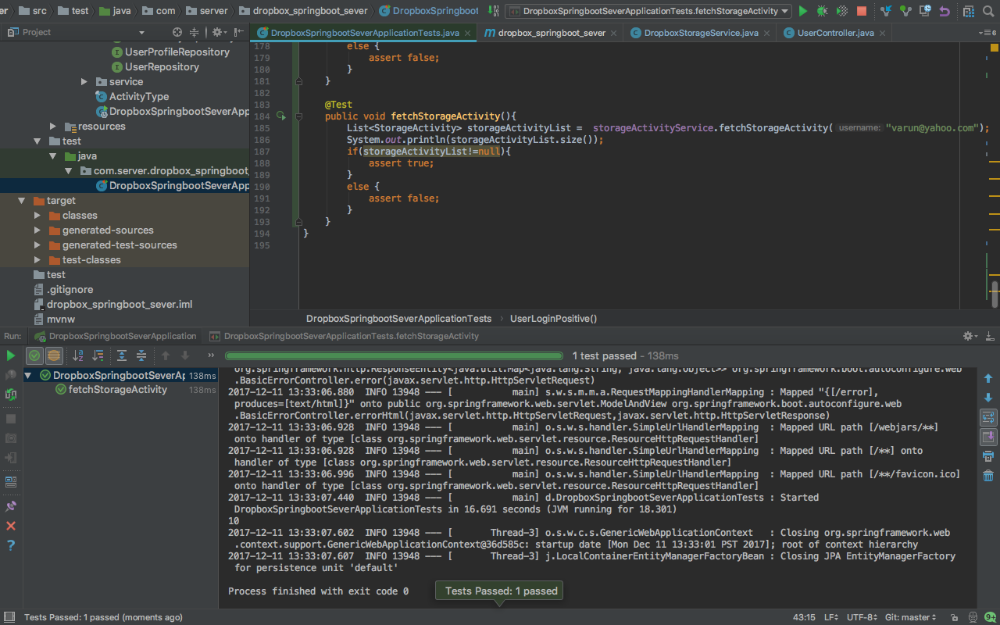 er
src
test
java
com
server
dropbox_springboot_sever
DropboxSpringboot
DropboxSpringbootSeverApplicationTests.fetchStorageActivity
Project
DropboxSpringbootSeverApplicationTests.java
m dropbox_springboot_sever
DropboxStorageService.java
UserController.java
6
UserProfileRepository
UserRepository
service
ActivityType
DropboxSpringbootSeverApp
resources
test
java
com.server.dropbox_springboot_
DropboxSpringbootSeverApp
target
classes
generated-sources
generated-test-sources
test-classes
test
.gitignore
dropbox_springboot_sever.iml
mvnw
178 else {
179 assert false;
180 }
181 }
182
183 @Test
184 public void fetchStorageActivity(){
185 List<StorageActivity> storageActivityList = storageActivityService.fetchStorageActivity( username: "varun@yahoo.com");
186 System.out.println(storageActivityList.size());
187 if(storageActivityList!=null){
188 assert true;
189 }
190 else {
191 assert false;
192 }
193 }
194 }
195
DropboxSpringbootSeverApplicationTests › UserLoginPositive()
Run: DropboxSpringbootSeverApplication DropboxSpringbootSeverApplicationTests.fetchStorageActivity
1 test passed - 138ms
DropboxSpringbootSeverAp 138ms
fetchStorageActivity 138ms
org.springframework.http.ResponseEntity<java.util.Map<java.lang.String, java.lang.Object>> org.springframework.boot.autoconfigure.web
.BasicErrorController.error(javax.servlet.http.HttpServletRequest)
2017-12-11 13:33:06.880 INFO 13948 --- [ main] s.w.s.m.m.a.RequestMappingHandlerMapping : Mapped "{[/error],
produces=[text/html]}" onto public org.springframework.web.servlet.ModelAndView org.springframework.boot.autoconfigure.web
.BasicErrorController.errorHtml(javax.servlet.http.HttpServletRequest,javax.servlet.http.HttpServletResponse)
2017-12-11 13:33:06.928 INFO 13948 --- [ main] o.s.w.s.handler.SimpleUrlHandlerMapping : Mapped URL path [/webjars/**]
onto handler of type [class org.springframework.web.servlet.resource.ResourceHttpRequestHandler]
2017-12-11 13:33:06.928 INFO 13948 --- [ main] o.s.w.s.handler.SimpleUrlHandlerMapping : Mapped URL path [/**] onto
handler of type [class org.springframework.web.servlet.resource.ResourceHttpRequestHandler]
2017-12-11 13:33:06.996 INFO 13948 --- [ main] o.s.w.s.handler.SimpleUrlHandlerMapping : Mapped URL path [/**/favicon.ico]
onto handler of type [class org.springframework.web.servlet.resource.ResourceHttpRequestHandler]
2017-12-11 13:33:07.440 INFO 13948 --- [ main] d.DropboxSpringbootSeverApplicationTests : Started
DropboxSpringbootSeverApplicationTests in 16.691 seconds (JVM running for 18.301)
10
2017-12-11 13:33:07.602 INFO 13948 --- [ Thread-3] o.s.w.c.s.GenericWebApplicationContext : Closing org.springframework.web
.context.support.GenericWebApplicationContext@36d585c: startup date [Mon Dec 11 13:33:01 PST 2017]; root of context hierarchy
2017-12-11 13:33:07.607 INFO 13948 --- [ Thread-3] j.LocalContainerEntityManagerFactoryBean : Closing JPA EntityManagerFactory
for persistence unit 'default'
Process finished with exit code 0
Tests Passed: 1 passed
Tests Passed: 1 passed (moments ago)
43:15 LF UTF-8 Git: master 9+